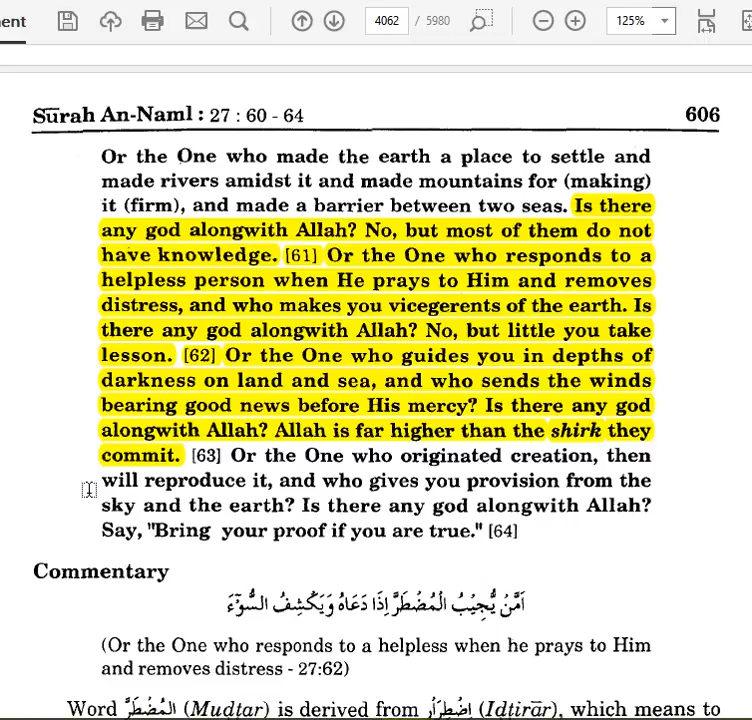 ent
4062 / 5980
125%
Sūrah An-Naml : 27 : 60 - 64
606
Or the One who made the earth a place to settle and
made rivers amidst it and made mountains for (making)
it (firm), and made a barrier between two seas. Is there
any god alongwith Allah? No, but most of them do not
have knowledge. [61] Or the One who responds to a
helpless person when He prays to Him and removes
distress, and who makes you vicegerents of the earth. Is
there any god alongwith Allah? No, but little you take
lesson. [62] Or the One who guides you in depths of
darkness on land and sea, and who sends the winds
bearing good news before His mercy? Is there any god
alongwith Allah? Allah is far higher than the shirk they
commit. [63] Or the One who originated creation, then
will reproduce it, and who gives you provision from the
sky and the earth? Is there any god alongwith Allah?
Say, "Bring your proof if you are true." [64]
Commentary
اَمَّنْ يُّجِيْبُ الْمُضْطَرَّ اِذَا دَعَاهُ وَيَكْشِفُ السُّوْٓءَ
(Or the One who responds to a helpless when he prays to Him
and removes distress - 27:62)
Word الْمُضْطَرَّ (Muḍṭar) is derived from اِضْطِرَار (Iḍṭirār), which means to